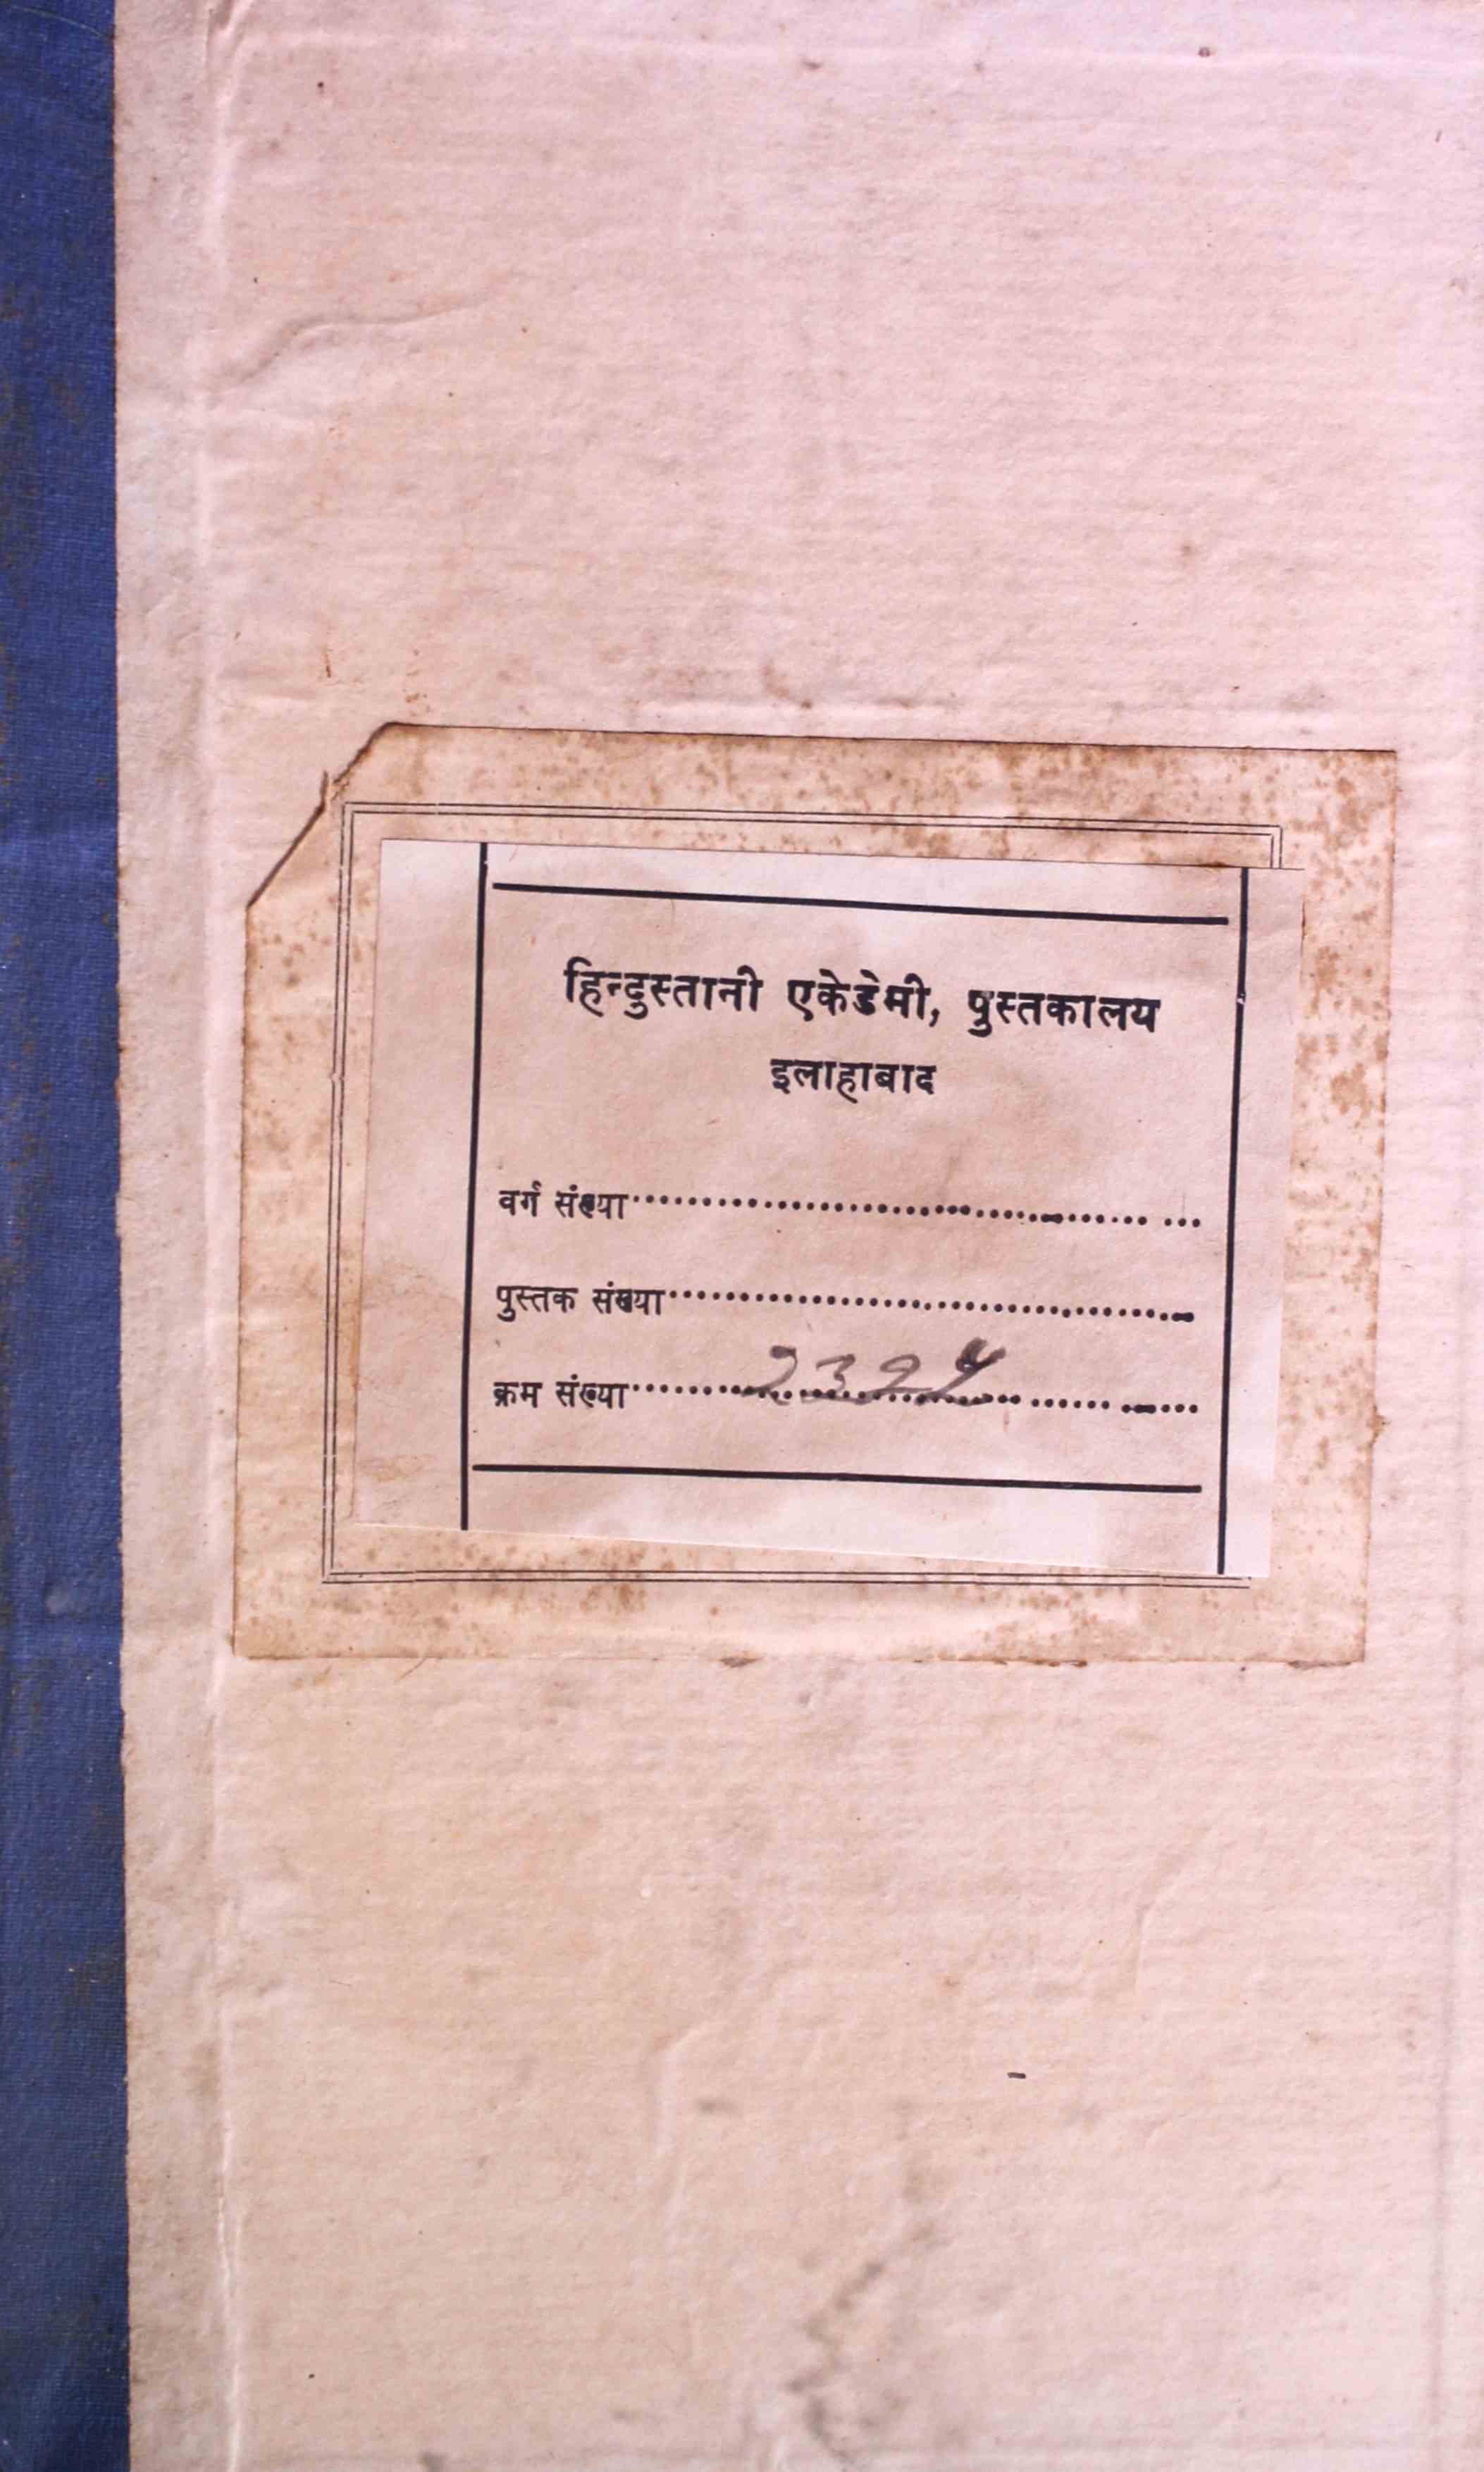 हिन्दुस्तानी एकेडेमी, पुस्तकालय
इलाहाबाद
वर्ग संख्या
पुस्तक संख्या
क्रम संख्या